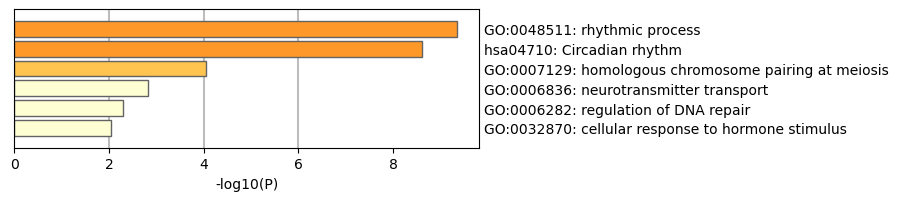 GO:0048511: rhythmic process
hsa04710: Circadian rhythm
GO:0007129: homologous chromosome pairing at meiosis
GO:0006836: neurotransmitter transport
GO:0006282: regulation of DNA repair
GO:0032870: cellular response to hormone stimulus
0 2 4 6 8
-log10(P)